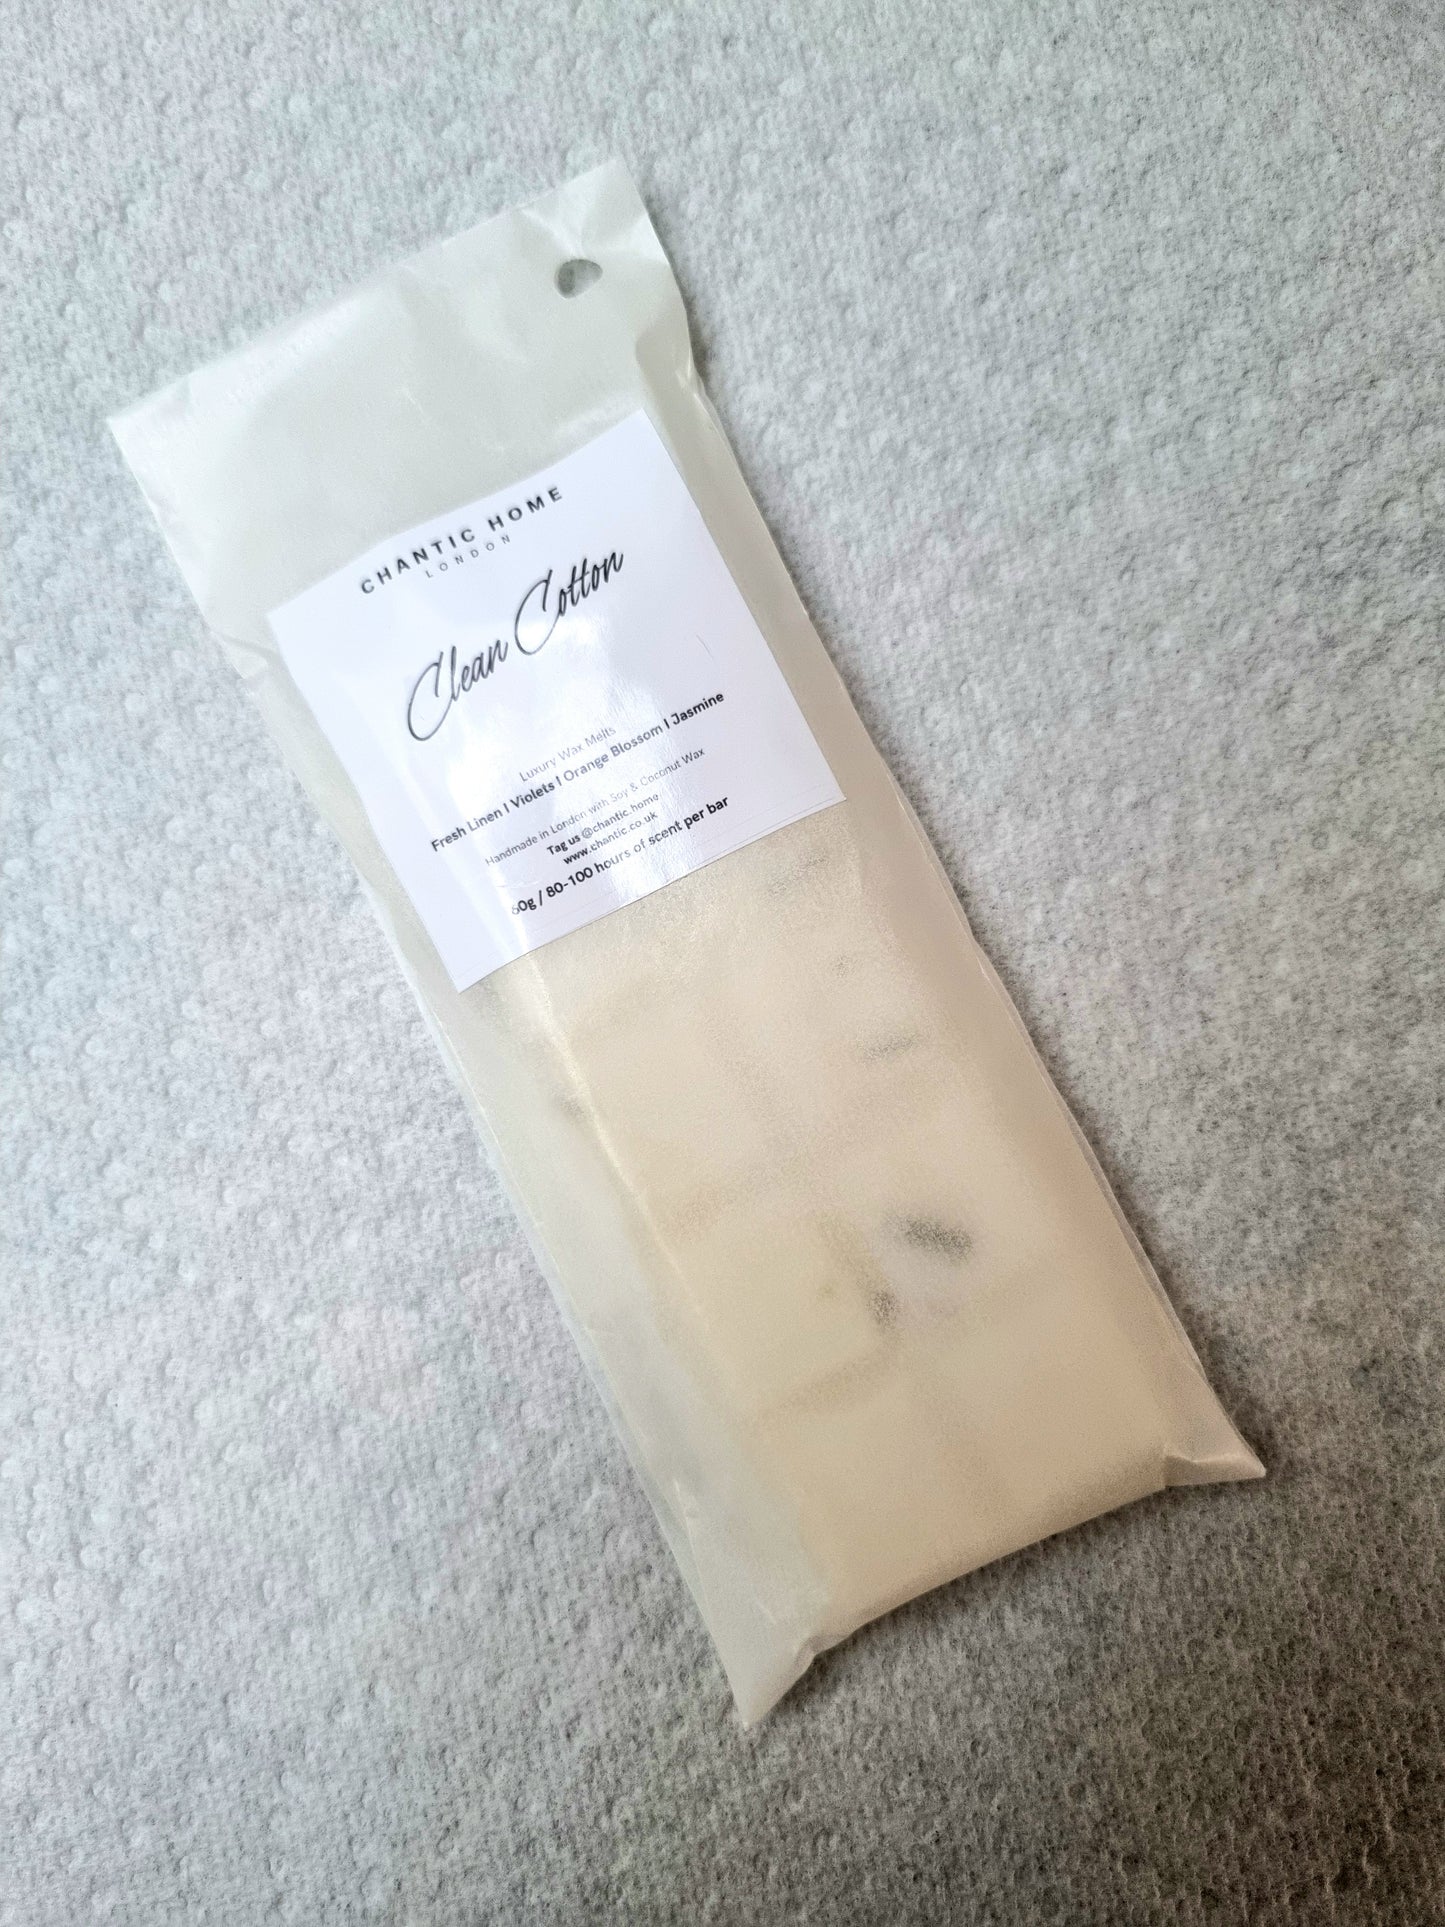 CHANTIC HOME
LONDON
Clean Cotton
Luxury Wax Melts
Fresh Linen I Violets I Orange Blossom I Jasmine
Handmade in London with Soy & Coconut Wax
Tag us @chantic.home
www.chantic.co.uk
60g / 80-100 hours of scent per bar